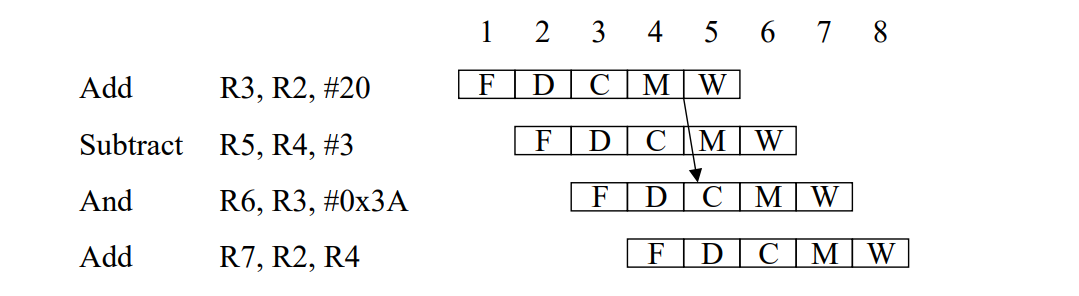 1 2 3 4 5 6 7 8
Add R3, R2, #20 F D C M W
Subtract R5, R4, #3 F D C M W
And R6, R3, #0x3A F D C M W
Add R7, R2, R4 F D C M W